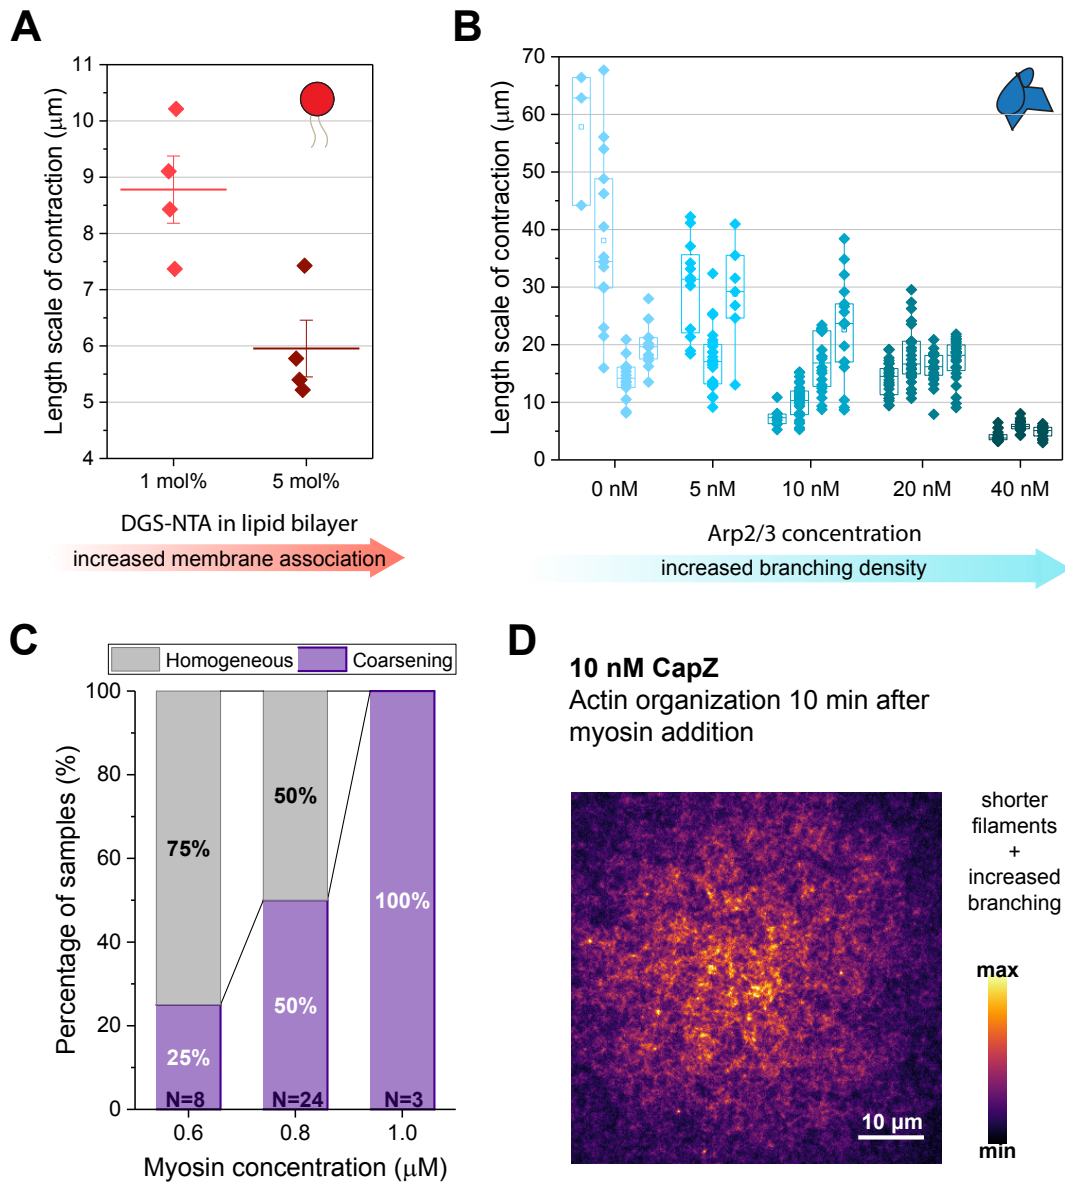 A
Length scale of contraction (μm)
11
10
9
8
7
6
5
4
1 mol%
5 mol%
DGS-NTA in lipid bilayer
increased membrane association
B
Length scale of contraction (μm)
70
60
50
40
30
20
10
0
0 nM
5 nM
10 nM
20 nM
40 nM
Arp2/3 concentration
increased branching density
C
Homogeneous
Coarsening
Percentage of samples (%)
100
80
60
40
20
0
75%
25%
N=8
50%
50%
N=24
100%
N=3
0.6
0.8
1.0
Myosin concentration (μM)
D
10 nM CapZ
Actin organization 10 min after
myosin addition
10 μm
shorter
filaments
+
increased
branching
max
min